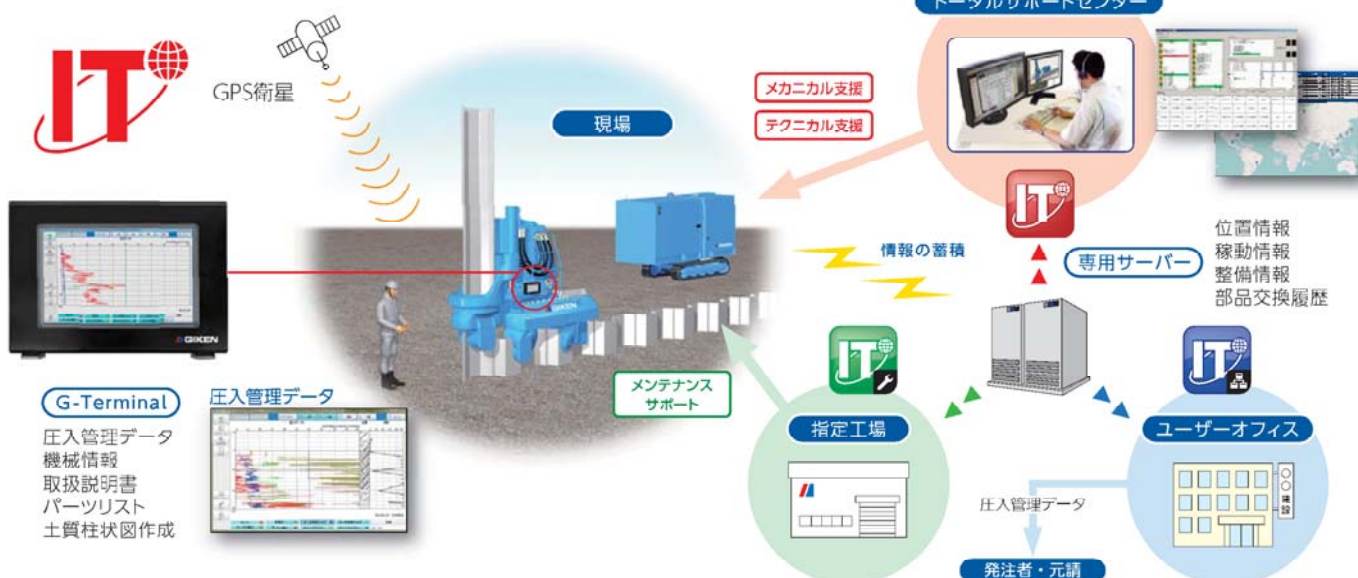 トータルサポートセンター
IT
GPS衛星
現場
メカニカル支援
テクニカル支援
IT
位置情報
稼動情報
整備情報
部品交換履歴
専用サーバー
情報の蓄積
GIKEN
G-Terminal
圧入管理データ
機械情報
取扱説明書
パーツリスト
土質柱状図作成
圧入管理データ
メンテナンス
サポート
IT
指定工場
IT
ユーザーオフィス
建設
圧入管理データ
発注者・元請